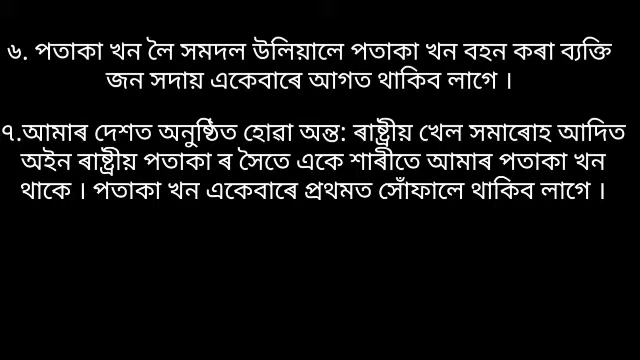 ৬. পতাকা খন লৈ সমদল উলিয়ালে পতাকা খন বহন কৰা ব্যক্তি
জন সদায় একেবাৰে আগত থাকিব লাগে ।
৭.আমাৰ দেশত অনুষ্ঠিত হোৱা অন্ত: ৰাষ্ট্ৰীয় খেল সমাৰোহ আদিত
অইন ৰাষ্ট্ৰীয় পতাকা ৰ সৈতে একে শাৰীতে আমাৰ পতাকা খন
থাকে । পতাকা খন একেবাৰে প্ৰথমত সোঁফালে থাকিব লাগে ।